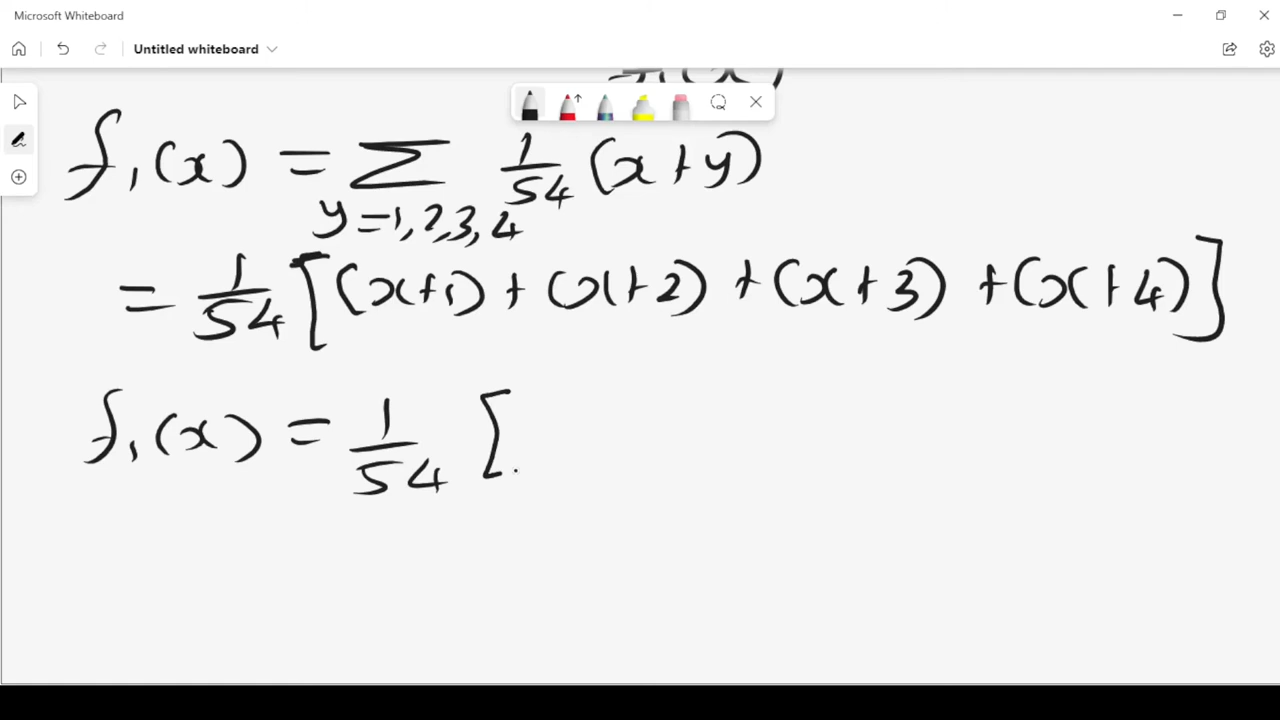 Microsoft Whiteboard
Untitled whiteboard
f₁(x) = ∑ 1/54 (x+y)
y=1,2,3,4
= 1/54 [(x+1) + (x+2) + (x+3) + (x+4)]
f₁(x) = 1/54 [